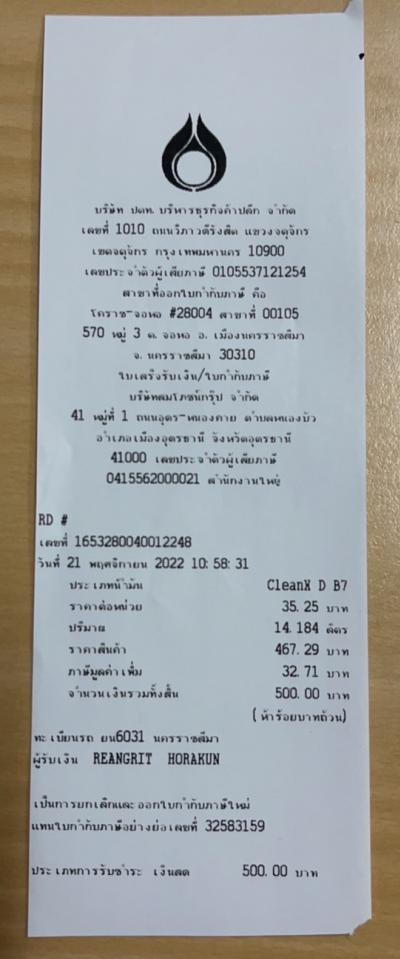 บริษัท ปตท. บริหารธุรกิจค้าปลีก จำกัด
เลขที่ 1010 ถนนวิภาวดีรังสิต แขวงจตุจักร
เขตจตุจักร กรุงเทพมหานคร 10900
เลขประจำตัวผู้เสียภาษี 0105537121254
สาขาที่ออกใบกำกับภาษี คือ
โคราช-จอหอ #28004 สาขาที่ 00105
570 หมู่ 3 ต. จอหอ อ. เมืองนครราชสีมา
จ. นครราชสีมา 30310
ใบเสร็จรับเงิน/ใบกำกับภาษี
บริษัทสมโภชน์กรุ๊ป จำกัด
41 หมู่ที่ 1 ถนนอุดร-หนองคาย ตำบลหนองบัว
อำเภอเมืองอุดรธานี จังหวัดอุดรธานี
41000 เลขประจำตัวผู้เสียภาษี
0415562000021 สำนักงานใหญ่
RD #
เลขที่ 1653280040012248
วันที่ 21 พฤศจิกายน 2022 10:58:31
ประเภทน้ำมัน CleanX D B7
ราคาต่อหน่วย 35.25 บาท
ปริมาณ 14.184 ลิตร
ราคาสินค้า 467.29 บาท
ภาษีมูลค่าเพิ่ม 32.71 บาท
จำนวนเงินรวมทั้งสิ้น 500.00 บาท
(ห้าร้อยบาทถ้วน)
ทะเบียนรถ ยน6031 นครราชสีมา
ผู้รับเงิน REANGRIT HORAKUN
เป็นการยกเลิกและออกใบกำกับภาษีใหม่
แทนใบกำกับภาษีอย่างย่อเลขที่ 32583159
ประเภทการรับชำระ เงินสด 500.00 บาท